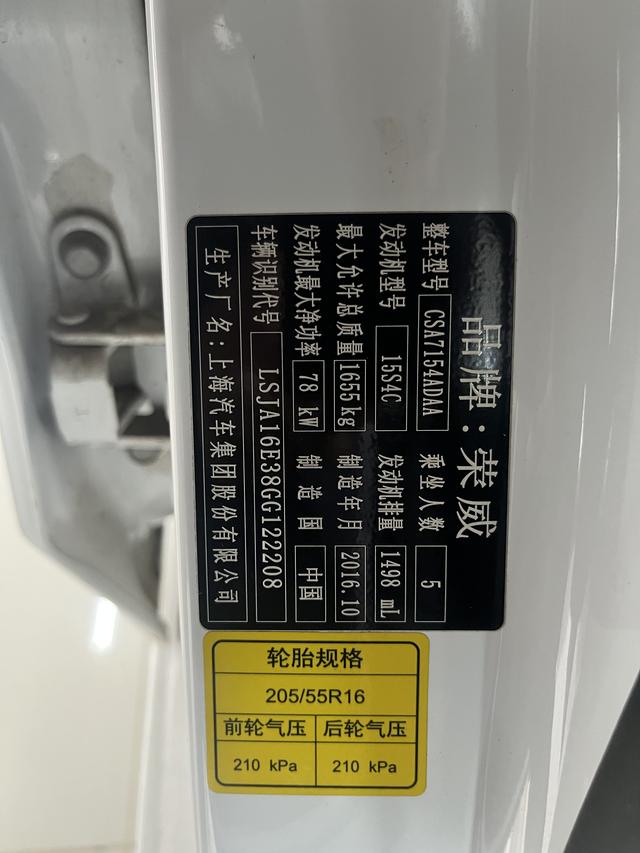 品牌：荣威
整车型号 CSA7154ADAA 乘坐人数 5
发动机型号 15S4C 发动机排量 1498 mL
最大允许总质量 1655kg 制造年月 2016.10
发动机最大净功率 78 kW 制造国 中国
车辆识别代号 LSJA16E38GG122208
生产厂名：上海汽车集团股份有限公司
轮胎规格
205/55R16
前轮气压 后轮气压
210 kPa 210 kPa